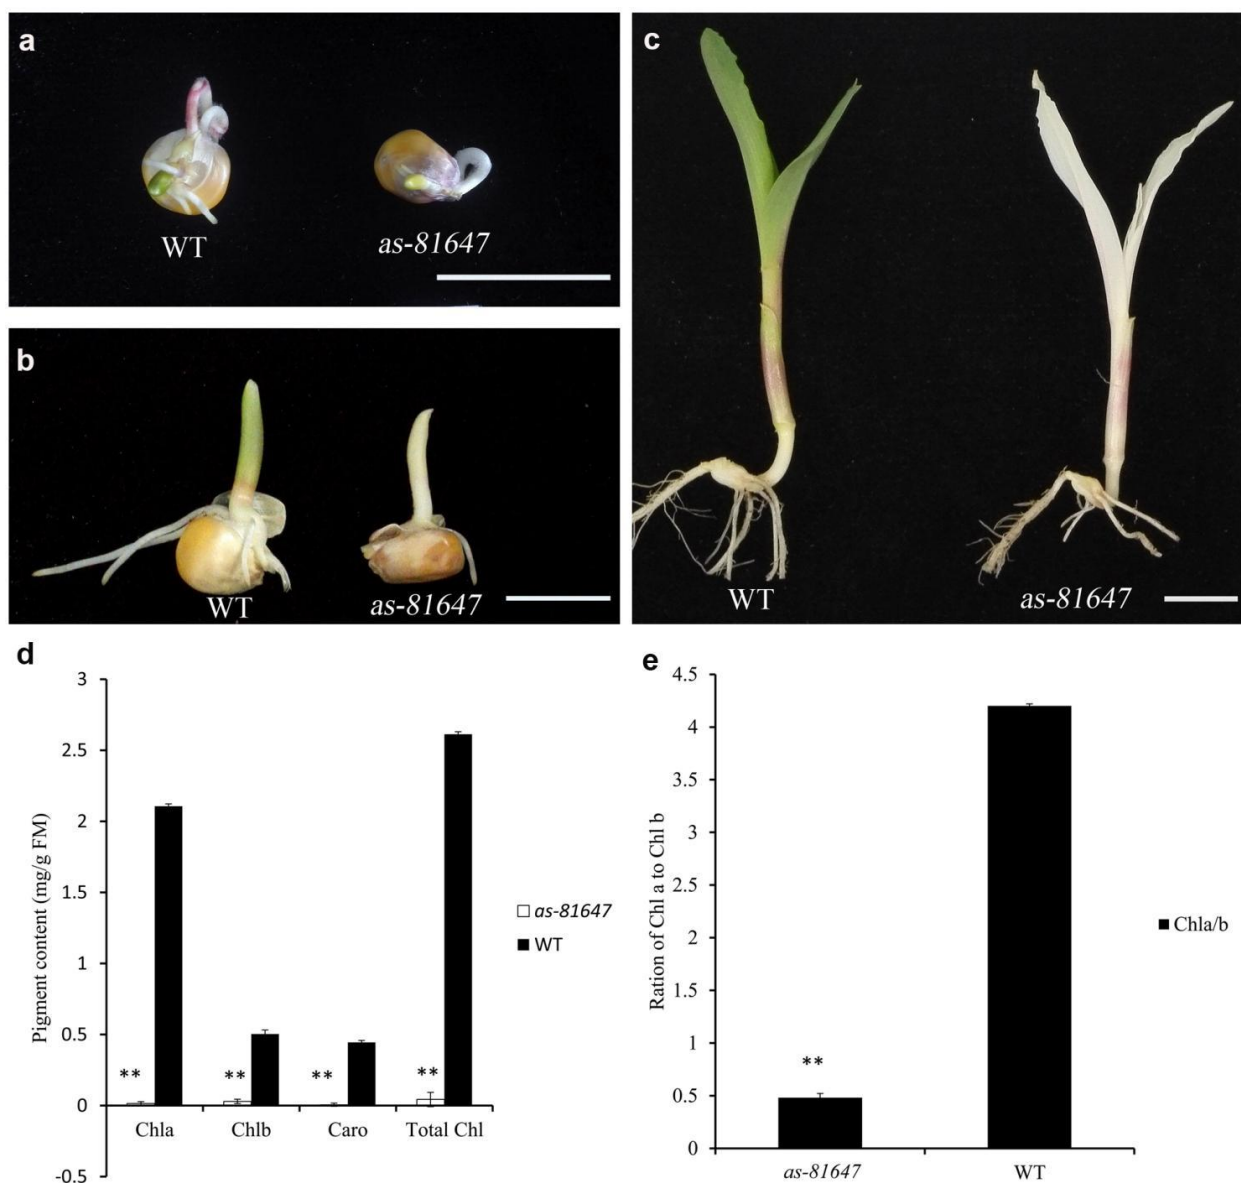 a
WT
as-81647
b
WT
as-81647
c
WT
as-81647
d
3
2.5
2
1.5
1
0.5
0
-0.5
Pigment content (mg/g FM)
**
**
**
**
Chla
Chlb
Caro
Total Chl
as-81647
WT
e
4.5
4
4.5
3
2.5
2
1.5
1
0.5
0
Ration of Chl a to Chl b
**
as-81647
WT
Chla/b